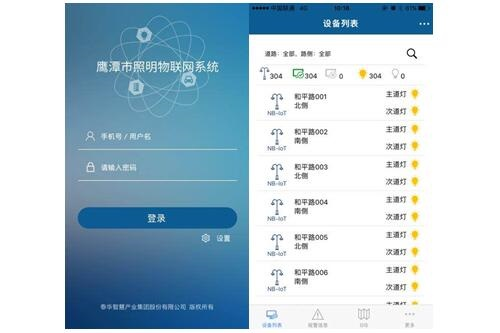 鹰潭市照明物联网系统
手机号 / 用户名
请输入密码
登录
设置
泰华智慧产业集团股份有限公司 版权所有
中国联通 4G 10:16
设备列表
道路：全部、路侧：全部
304 304 0 304 0
和平路001
北侧
NB-IoT
主道灯
次道灯
和平路002
南侧
NB-IoT
主道灯
次道灯
和平路003
北侧
NB-IoT
主道灯
次道灯
和平路004
南侧
NB-IoT
主道灯
次道灯
和平路005
北侧
NB-IoT
主道灯
次道灯
和平路006
南侧
NB-IoT
主道灯
次道灯
设备列表
报警信息
更多